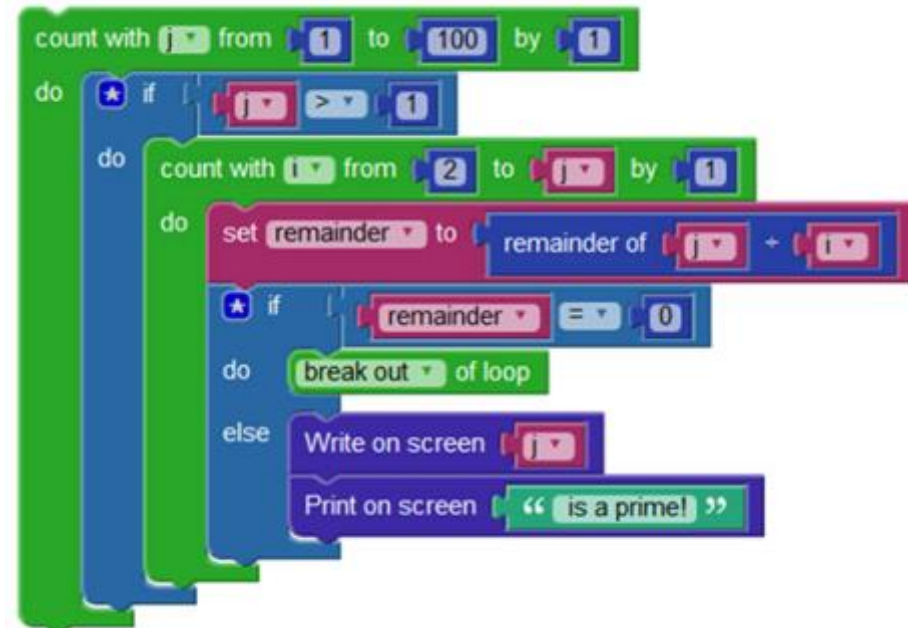 count with j from 1 to 100 by 1
do if j > 1
do count with i from 2 to j by 1
do set remainder to remainder of j ÷ i
if remainder = 0
do break out of loop
else Write on screen j
Print on screen “ is a prime! ”